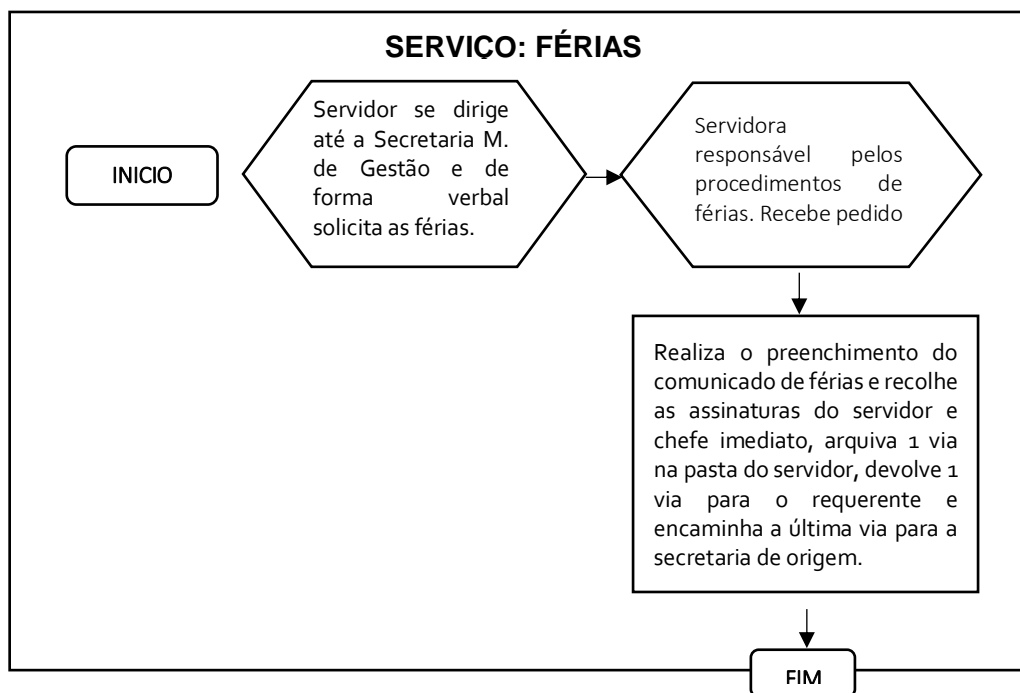 SERVIÇO: FÉRIAS
INICIO
Servidor se dirige
até a Secretaria M.
de Gestão e de
forma verbal
solicita as férias.
Servidora
responsável pelos
procedimentos de
férias. Recebe pedido
Realiza o preenchimento do
comunicado de férias e recolhe
as assinaturas do servidor e
chefe imediato, arquiva 1 via
na pasta do servidor, devolve 1
via para o requerente e
encaminha a última via para a
secretaria de origem.
FIM